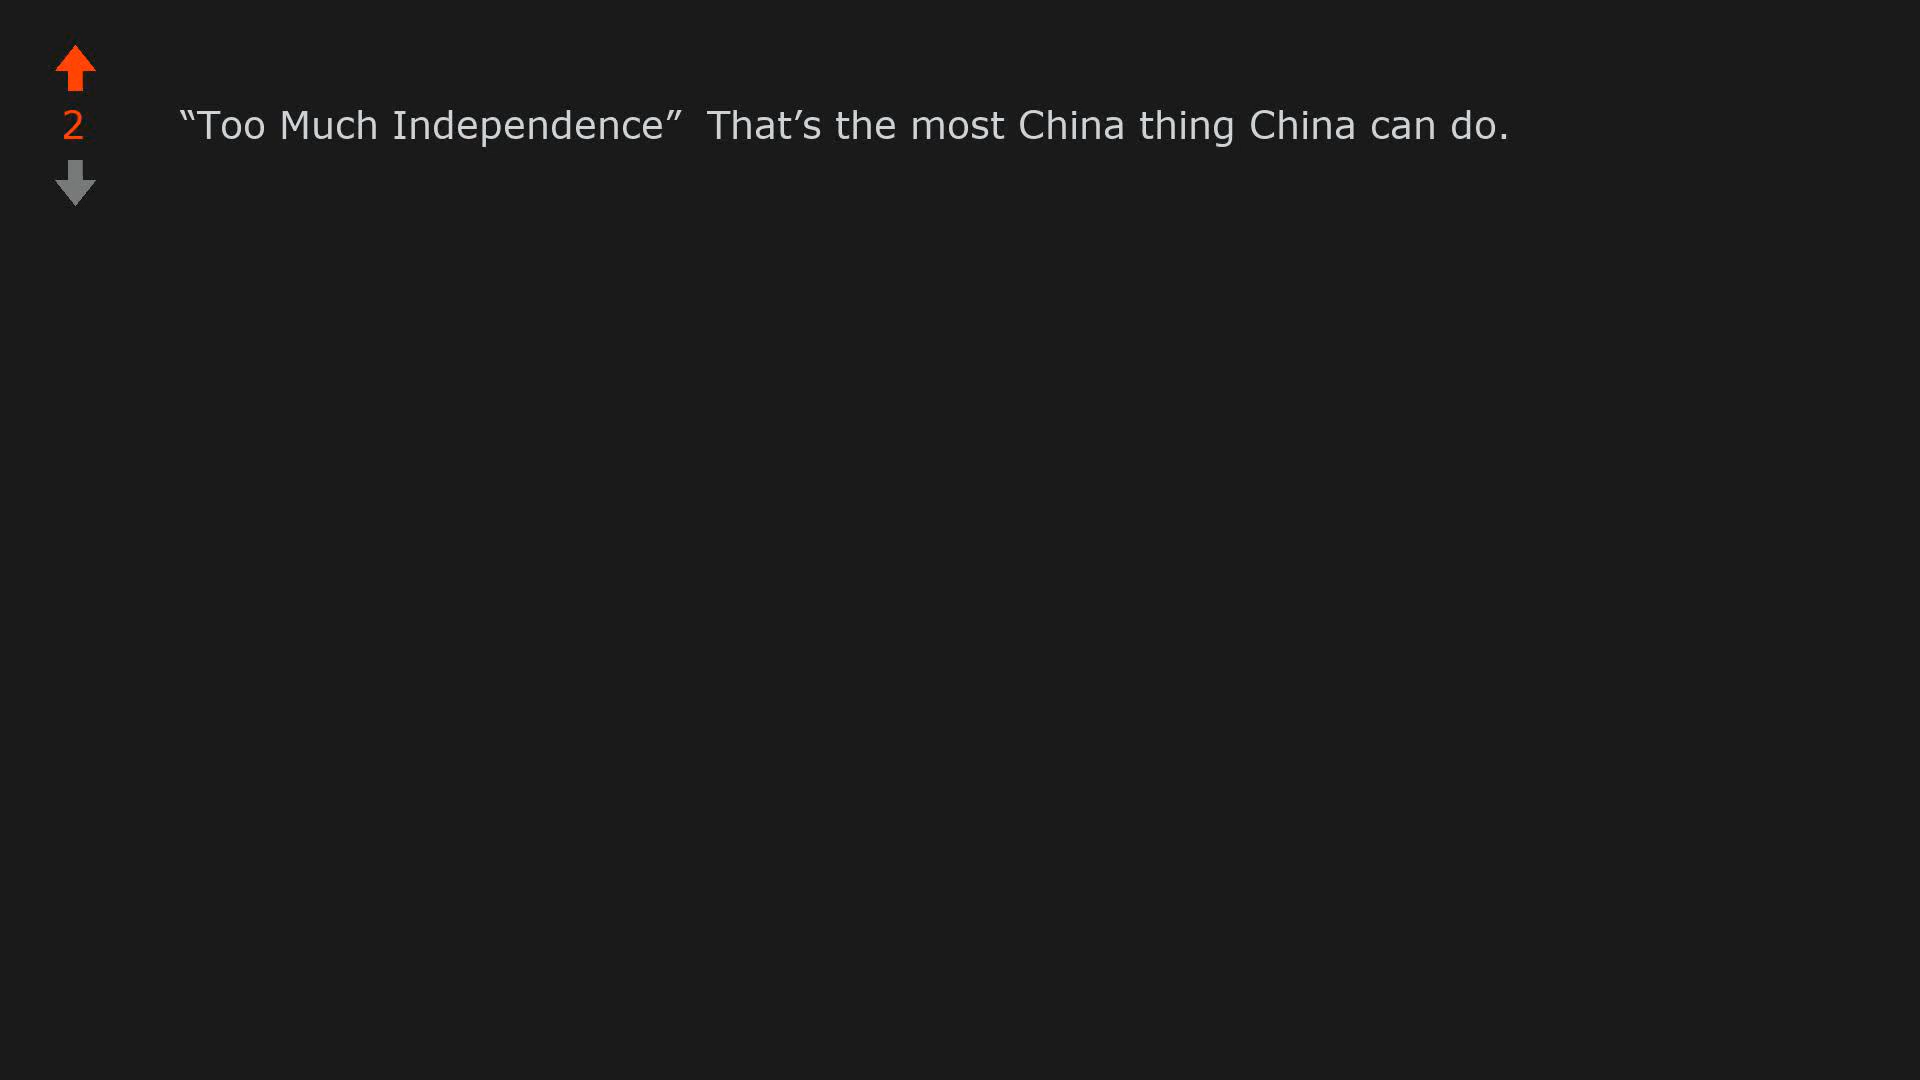 2
“Too Much Independence”  That’s the most China thing China can do.